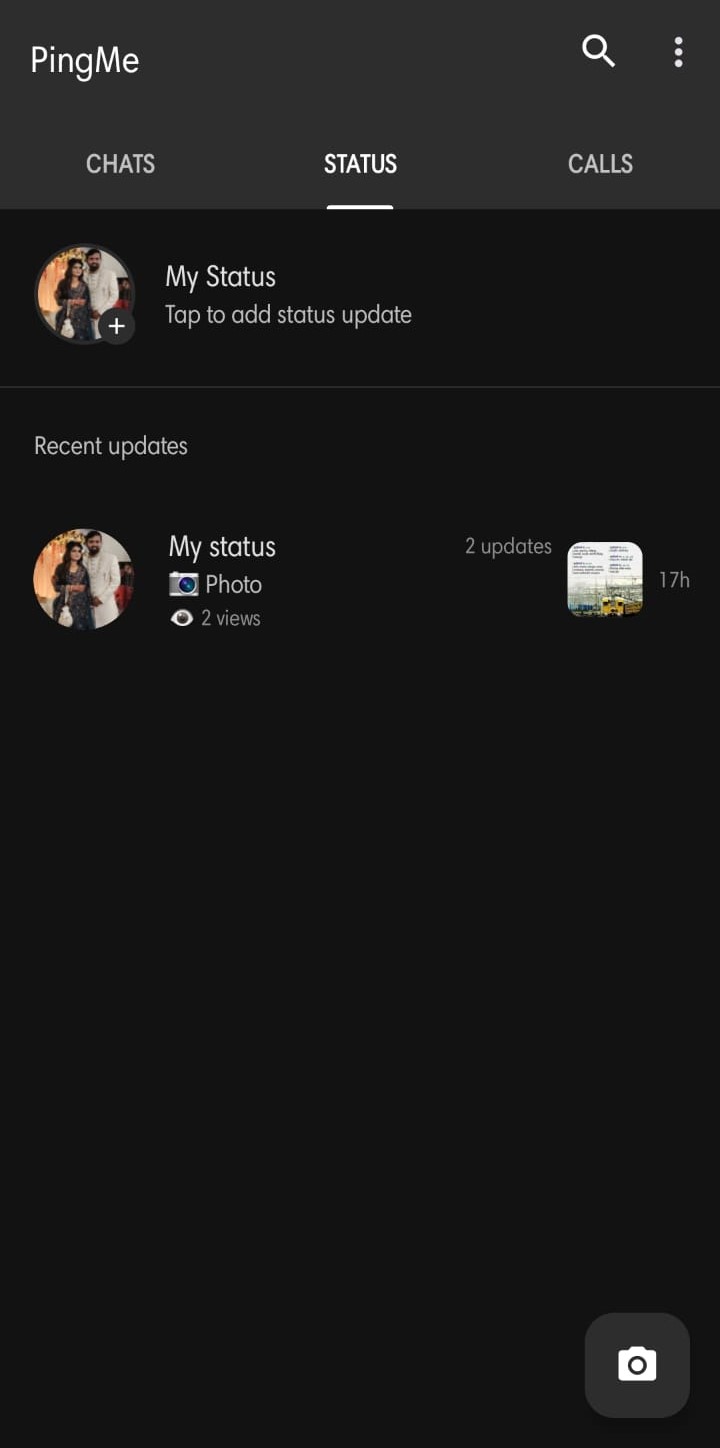 PingMe
CHATS STATUS CALLS
My Status
Tap to add status update
Recent updates
My status
2 updates
Photo
17h
2 views